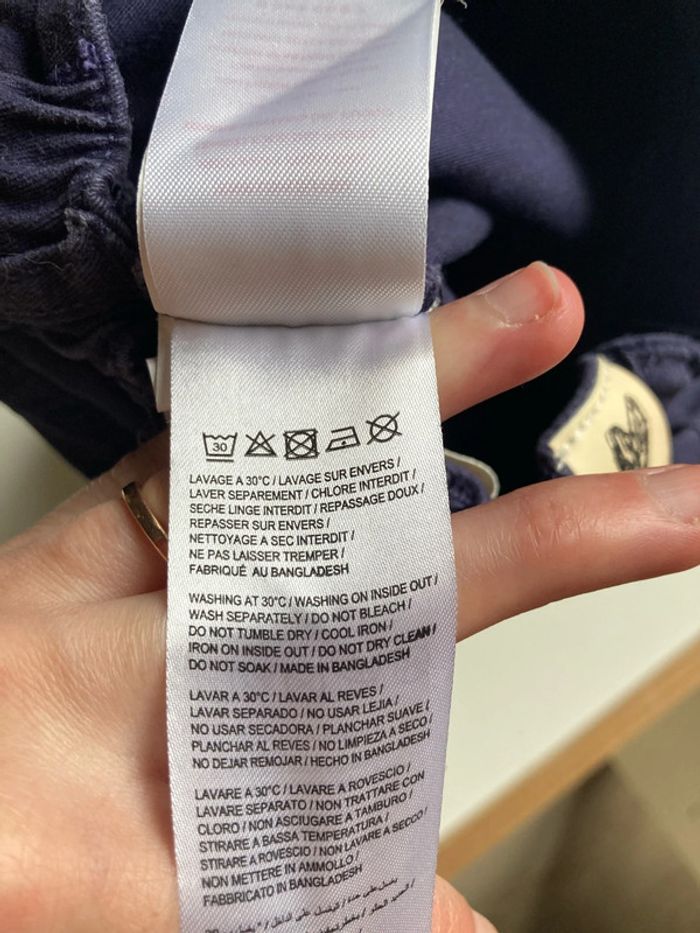 30
LAVAGE A 30°C / LAVAGE SUR ENVERS /
LAVER SEPAREMENT / CHLORE INTERDIT /
SECHE LINGE INTERDIT / REPASSAGE DOUX /
REPASSER SUR ENVERS /
NETTOYAGE A SEC INTERDIT /
NE PAS LAISSER TREMPER /
FABRIQUÉ AU BANGLADESH
WASHING AT 30°C / WASHING ON INSIDE OUT /
WASH SEPARATELY / DO NOT BLEACH /
DO NOT TUMBLE DRY / COOL IRON /
IRON ON INSIDE OUT / DO NOT DRY CLEAN /
DO NOT SOAK / MADE IN BANGLADESH
LAVAR A 30°C / LAVAR AL REVES /
LAVAR SEPARADO / NO USAR LEJIA /
NO USAR SECADORA / PLANCHAR SUAVE /
PLANCHAR AL REVES / NO LIMPIEZA A SECO /
NO DEJAR REMOJAR / HECHO IN BANGLADESH
LAVARE A 30°C / LAVARE A ROVESCIO /
LAVARE SEPARATO / NON TRATTARE CON
CLORO / NON ASCIUGARE A TAMBURO /
STIRARE A BASSA TEMPERATURA /
STIRARE A ROVESCIO / NON LAVARE A SECCO /
NON METTERE IN AMMOLLO /
FABBRICATO IN BANGLADESH